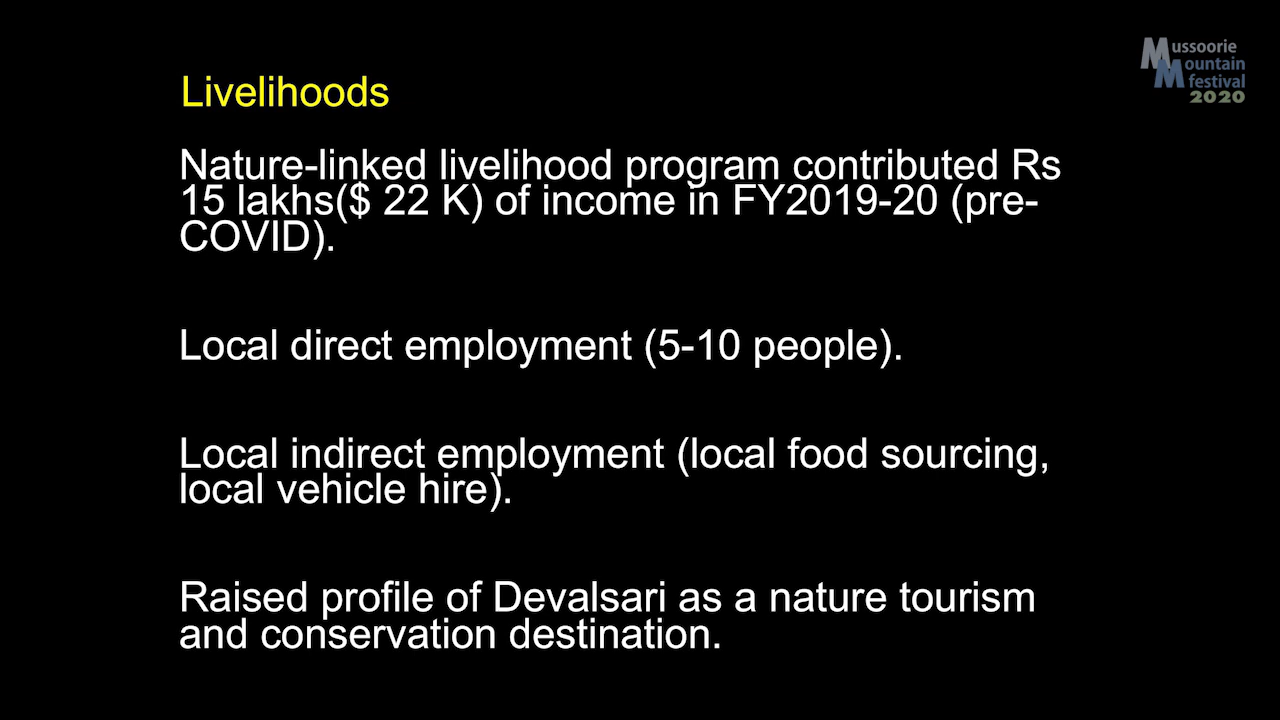 Mussoorie
Mountain
festival
2020
Livelihoods
Nature-linked livelihood program contributed Rs
15 lakhs($ 22 K) of income in FY2019-20 (pre-
COVID).
Local direct employment (5-10 people).
Local indirect employment (local food sourcing,
local vehicle hire).
Raised profile of Devalsari as a nature tourism
and conservation destination.